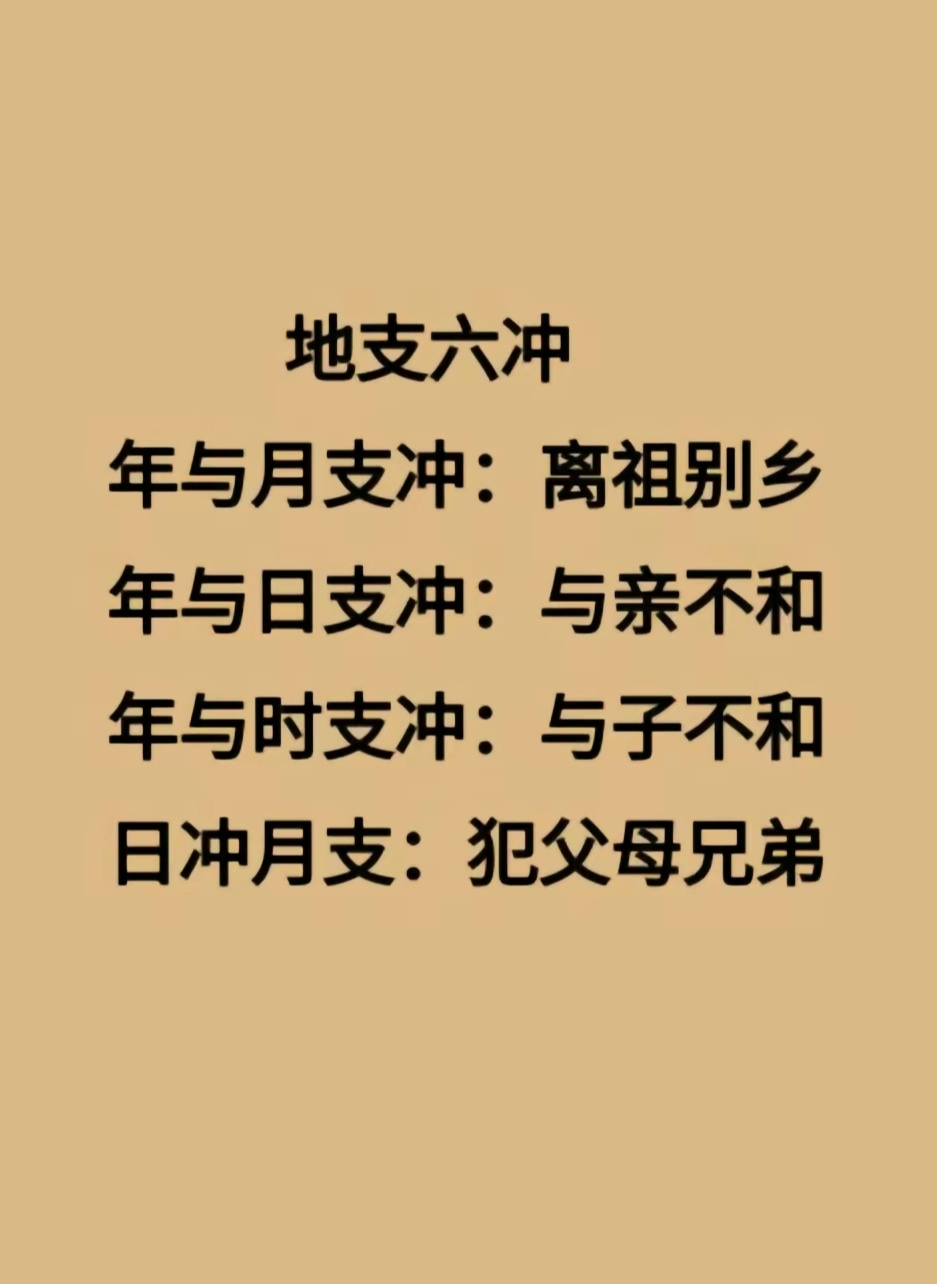 地支六冲
年与月支冲：离祖别乡
年与日支冲：与亲不和
年与时支冲：与子不和
日冲月支：犯父母兄弟